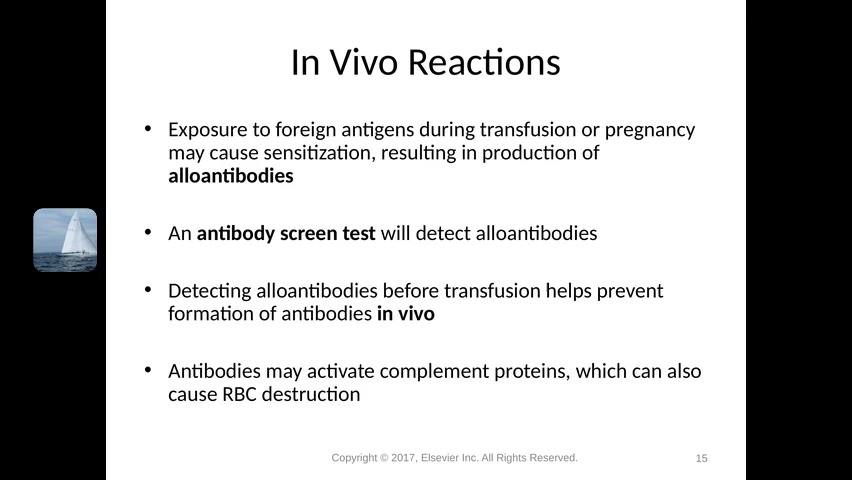 In Vivo Reactions
• Exposure to foreign antigens during transfusion or pregnancy
may cause sensitization, resulting in production of
alloantibodies
• An antibody screen test will detect alloantibodies
• Detecting alloantibodies before transfusion helps prevent
formation of antibodies in vivo
• Antibodies may activate complement proteins, which can also
cause RBC destruction
Copyright © 2017, Elsevier Inc. All Rights Reserved.
15